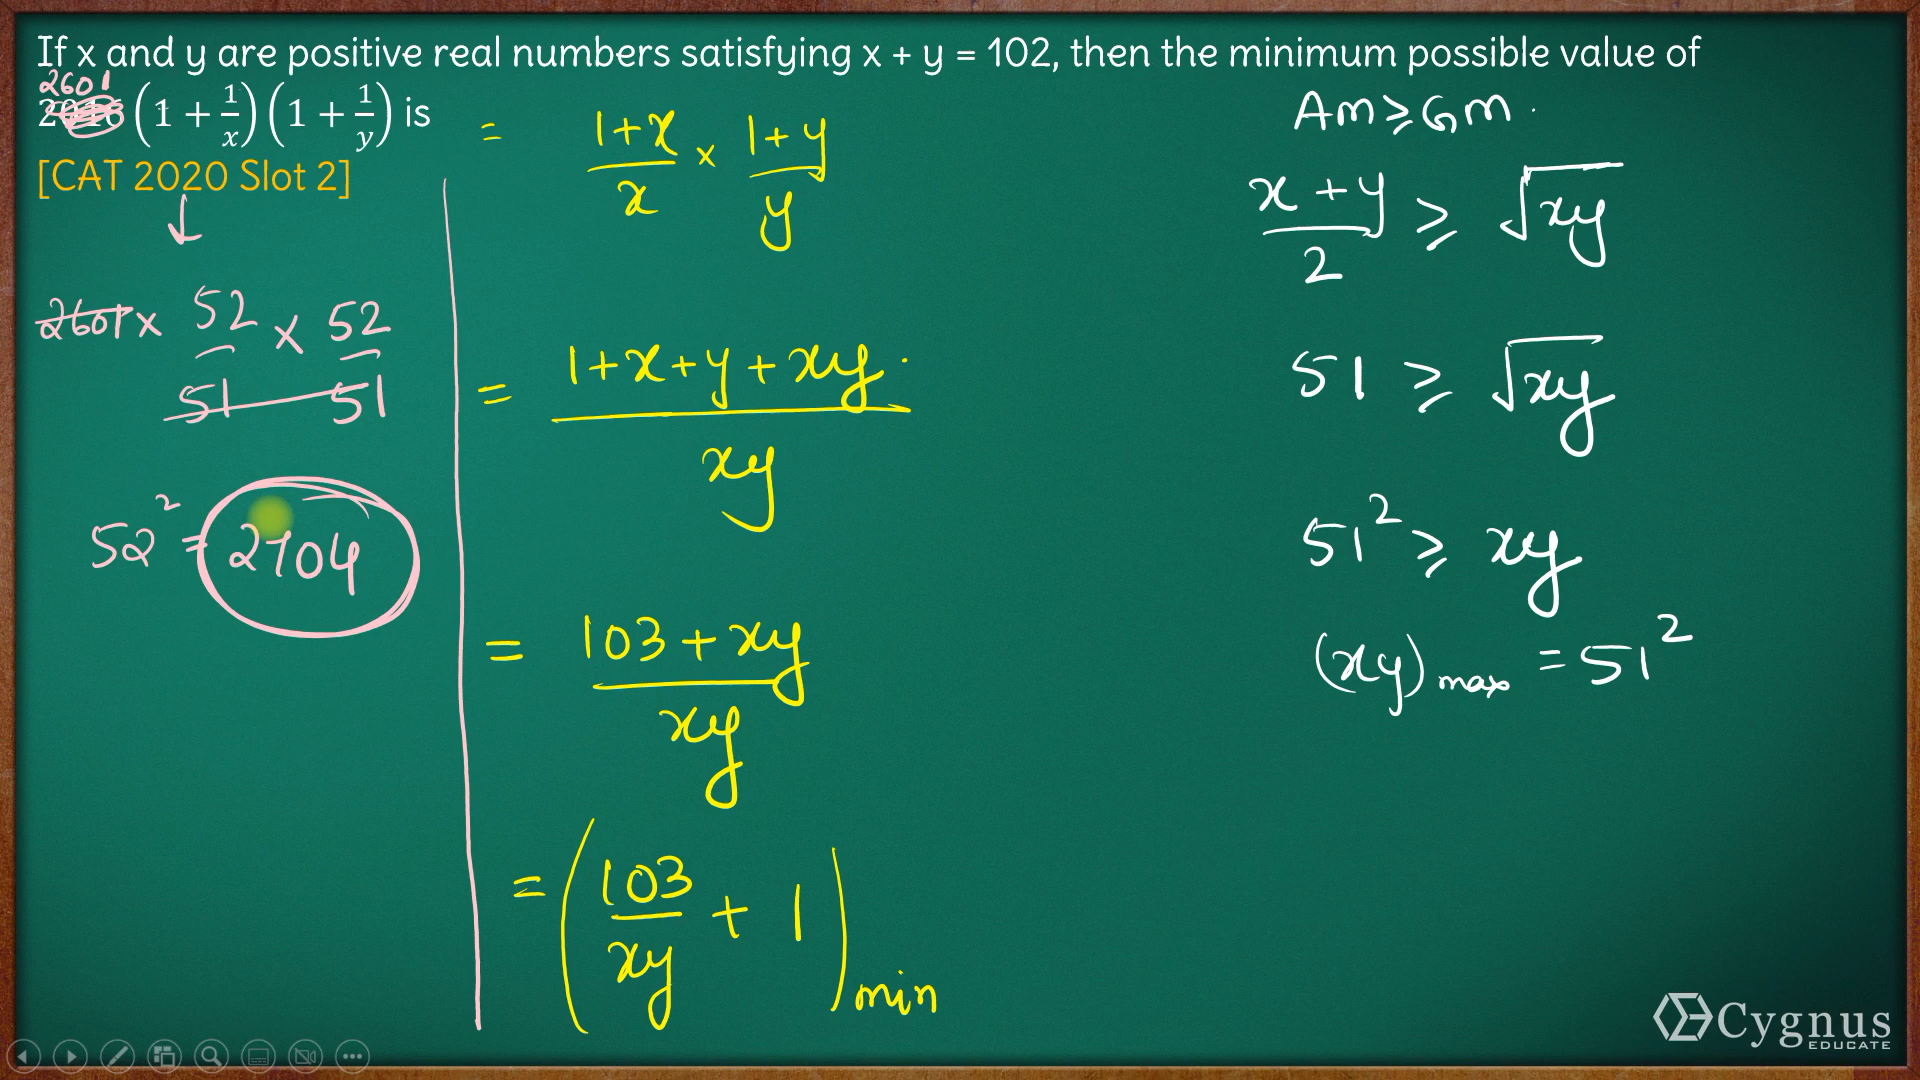 If x and y are positive real numbers satisfying x + y = 102, then the minimum possible value of
2601
(1 + 1/x)(1 + 1/y) is
[CAT 2020 Slot 2]
↓
2601 × 52/51 × 52/51
52² = 2704
= (1+x)/x × (1+y)/y
= (1+x+y+xy)/xy
= (103+xy)/xy
= (103/xy + 1)min
Am ≥ Gm
(x+y)/2 ≥ √xy
51 ≥ √xy
51² ≥ xy
(xy)max = 51²
Cygnus
EDUCATE